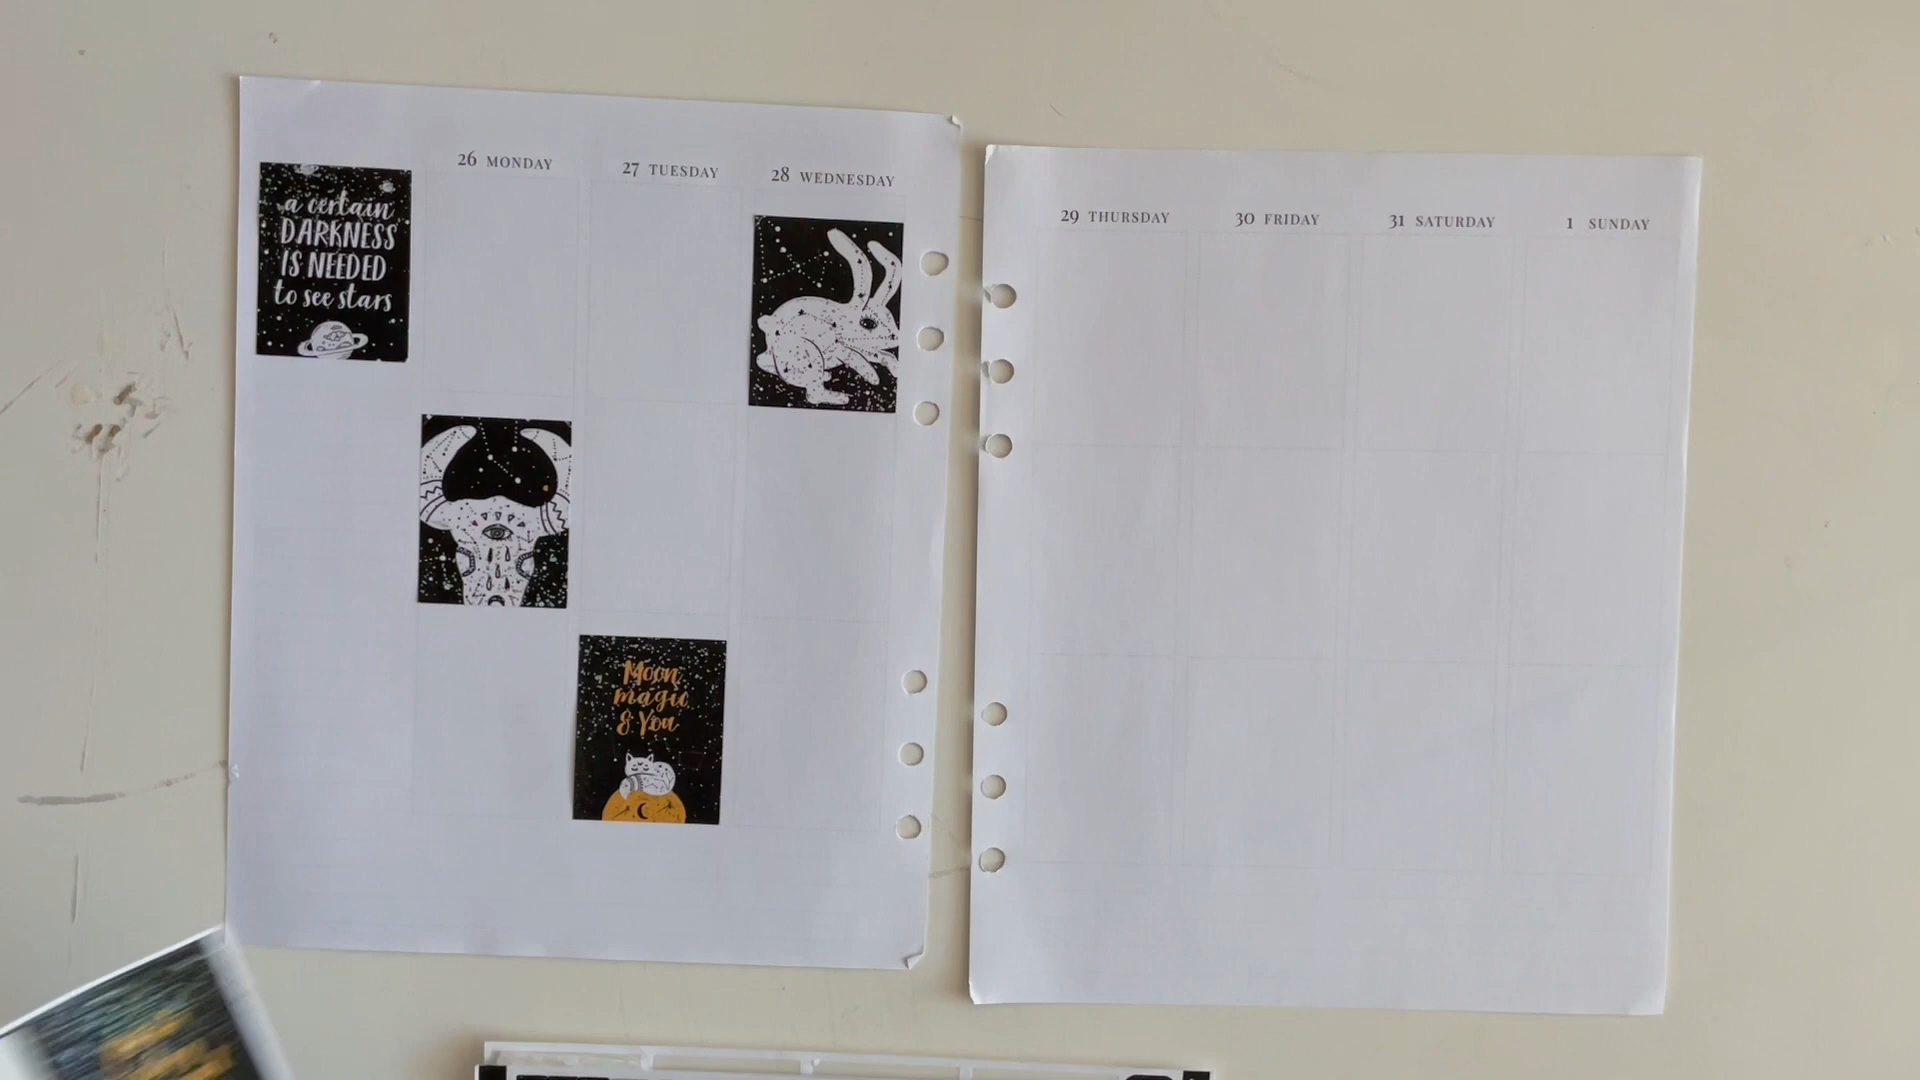 26 MONDAY
27 TUESDAY
28 WEDNESDAY
a certain
DARKNESS
IS NEEDED
to see stars
Moon
magic
& You
29 THURSDAY
30 FRIDAY
31 SATURDAY
1 SUNDAY